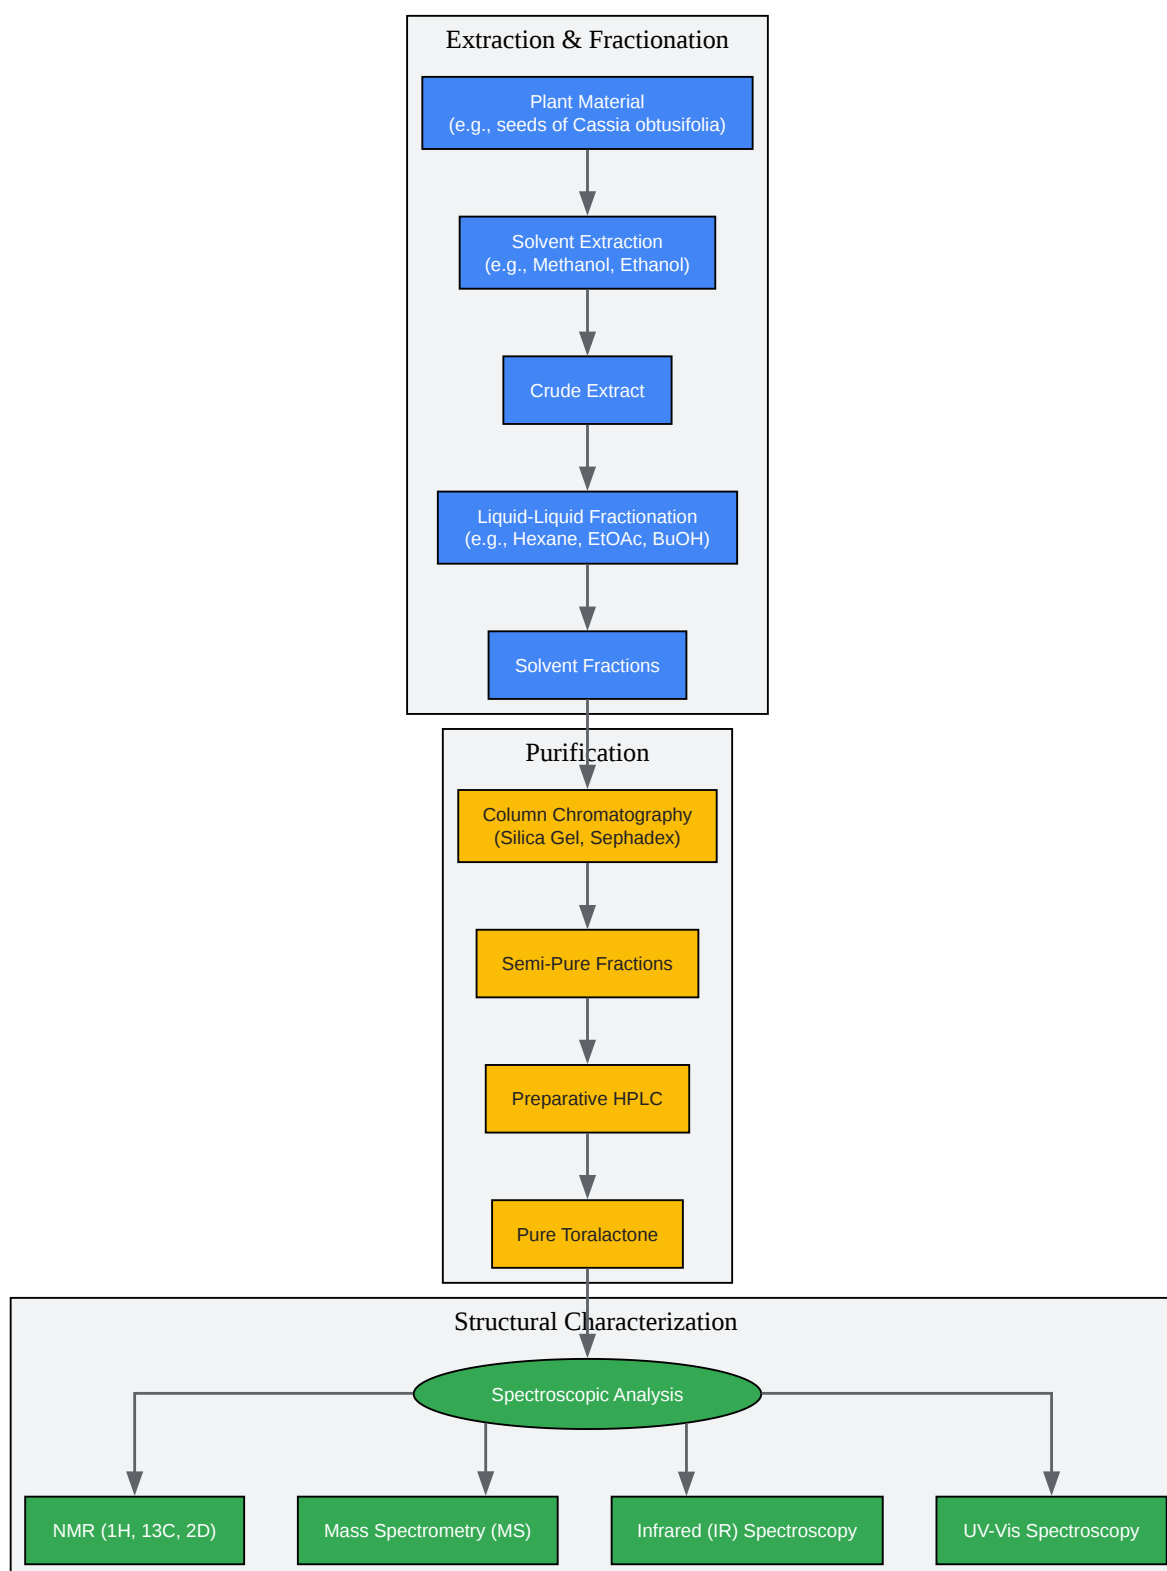 Extraction & Fractionation
Plant Material
(e.g., seeds of Cassia obtusifolia)
Solvent Extraction
(e.g., Methanol, Ethanol)
Crude Extract
Liquid-Liquid Fractionation
(e.g., Hexane, EtOAc, BuOH)
Solvent Fractions
Purification
Column Chromatography
(Silica Gel, Sephadex)
Semi-Pure Fractions
Preparative HPLC
Pure Toralactone
Structural Characterization
Spectroscopic Analysis
NMR (1H, 13C, 2D)
Mass Spectrometry (MS)
Infrared (IR) Spectroscopy
UV-Vis Spectroscopy